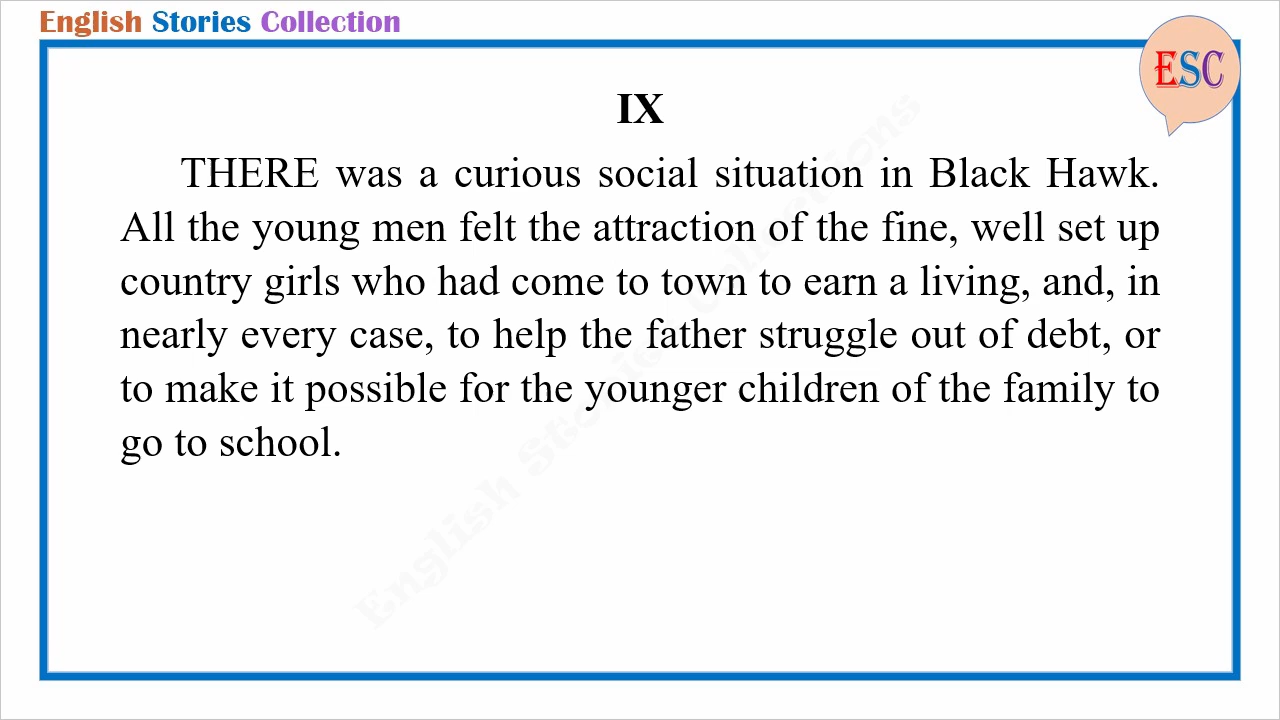 English Stories Collection
ESC
IX
THERE was a curious social situation in Black Hawk.
All the young men felt the attraction of the fine, well set up
country girls who had come to town to earn a living, and, in
nearly every case, to help the father struggle out of debt, or
to make it possible for the younger children of the family to
go to school.
English Stories Collections